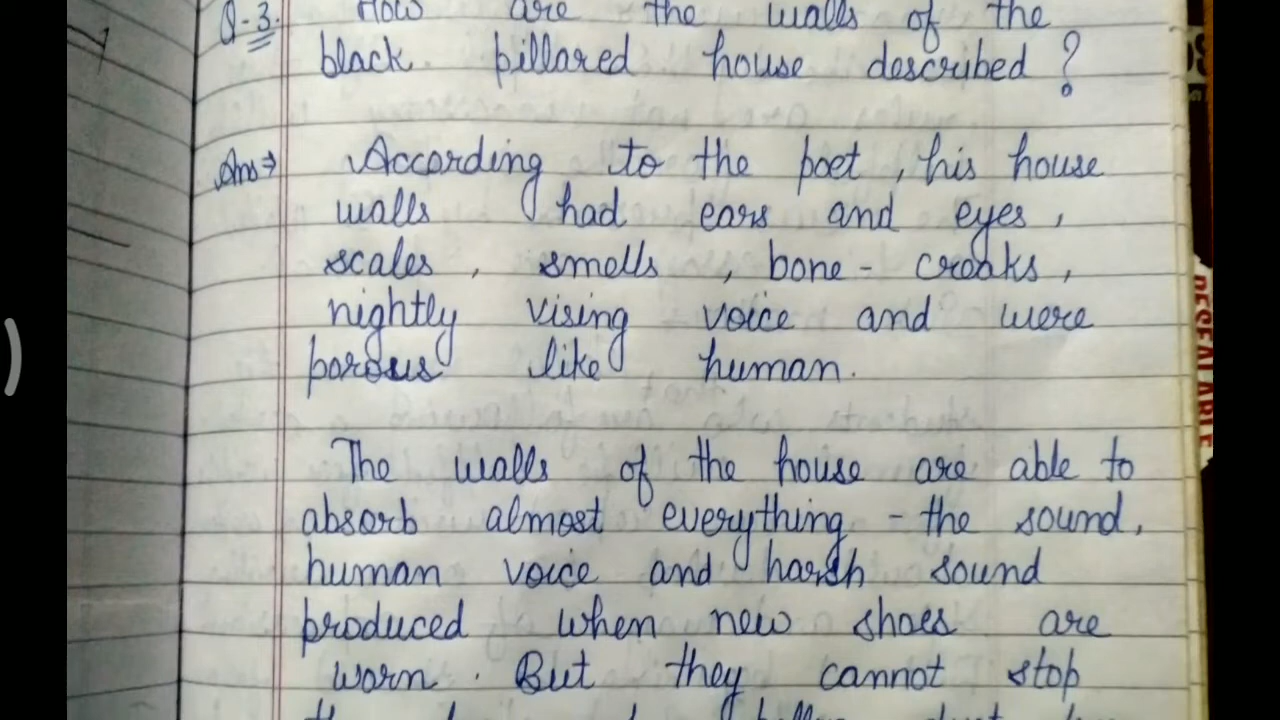 Q-3. How are the walls of the
black pillared house described?
Ans⇒ According to the poet, his house
walls had ears and eyes,
scales, smells, bone-creaks,
nightly vising voice and were
porous like human.
The walls of the house are able to
absorb almost everything - the sound,
human voice and harsh sound
produced when new shoes are
worn. But they cannot stop